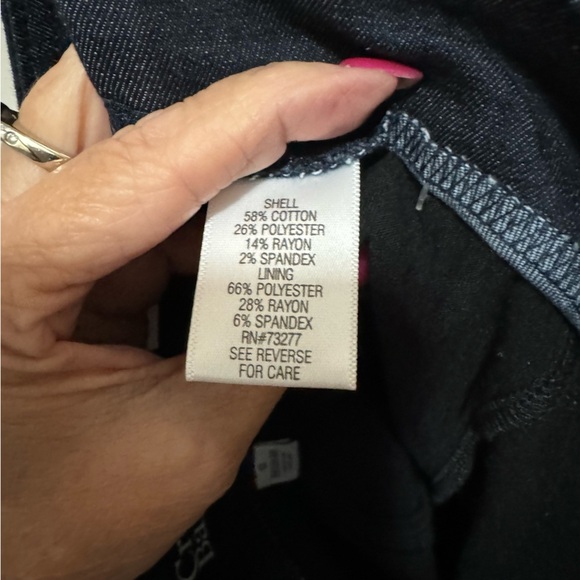 SHELL
58% COTTON
26% POLYESTER
14% RAYON
2% SPANDEX
LINING
66% POLYESTER
28% RAYON
6% SPANDEX
RN#73277
SEE REVERSE
FOR CARE